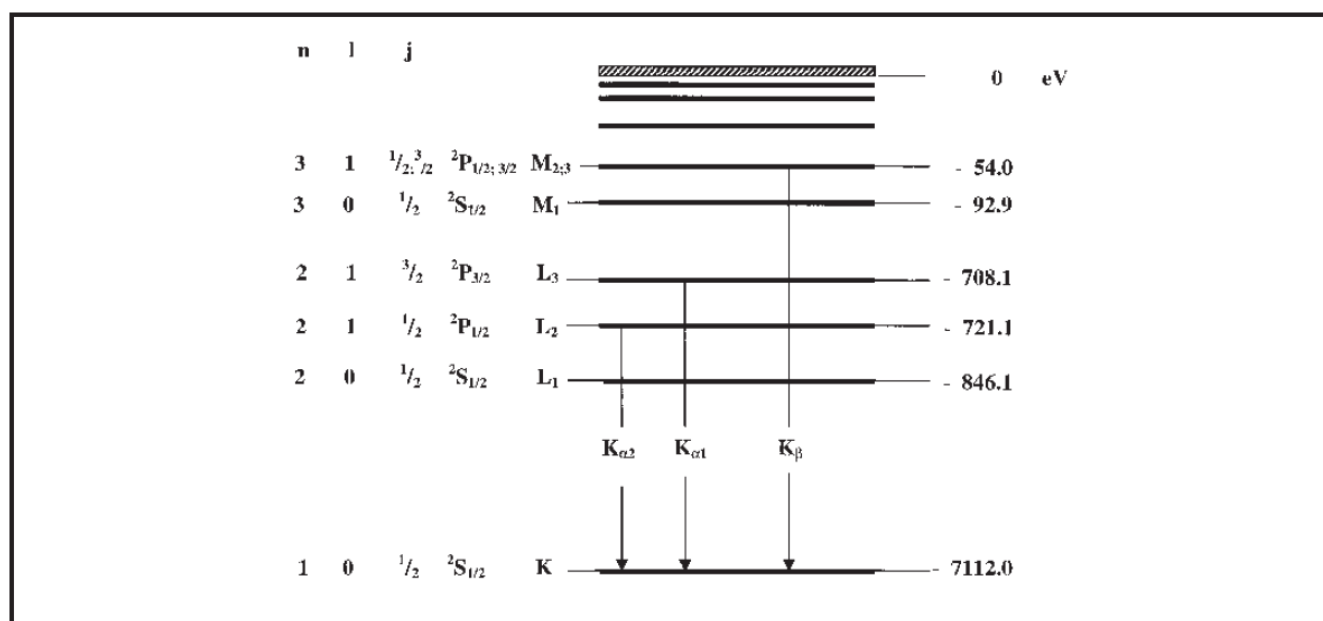 n l j
0 eV
3 1 1/2; 3/2 ²P1/2; 3/2 M2;3 - 54.0
3 0 1/2 ²S1/2 M1 - 92.9
2 1 3/2 ²P3/2 L3 - 708.1
2 1 1/2 ²P1/2 L2 - 721.1
2 0 1/2 ²S1/2 L1 - 846.1
Kα2 Kα1 Kβ
1 0 1/2 ²S1/2 K - 7112.0